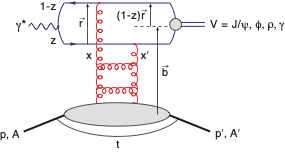 1-z
r⃗
(1-z)r⃗
γ*
V = J/ψ, ϕ, ρ, γ
z
x
x′
b⃗
p, A
p′, A′
t